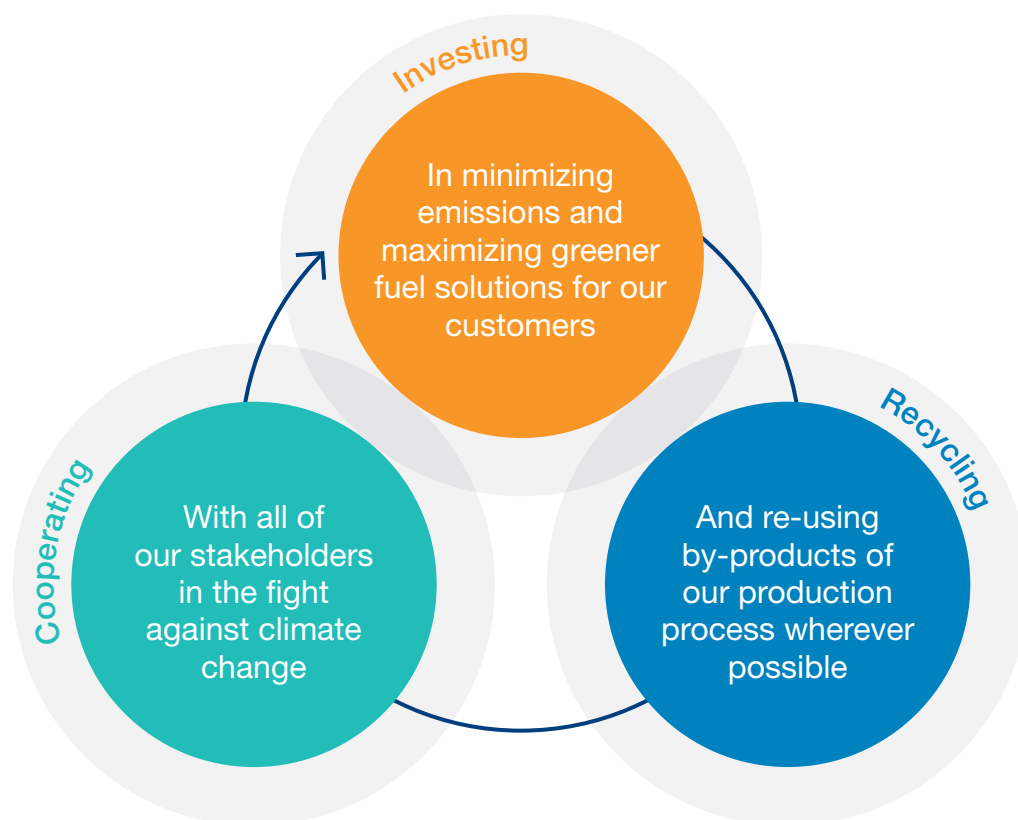 Investing
In minimizing
emissions and
maximizing greener
fuel solutions for our
customers
Recycling
And re-using
by-products of
our production
process wherever
possible
Cooperating
With all of
our stakeholders
in the fight
against climate
change